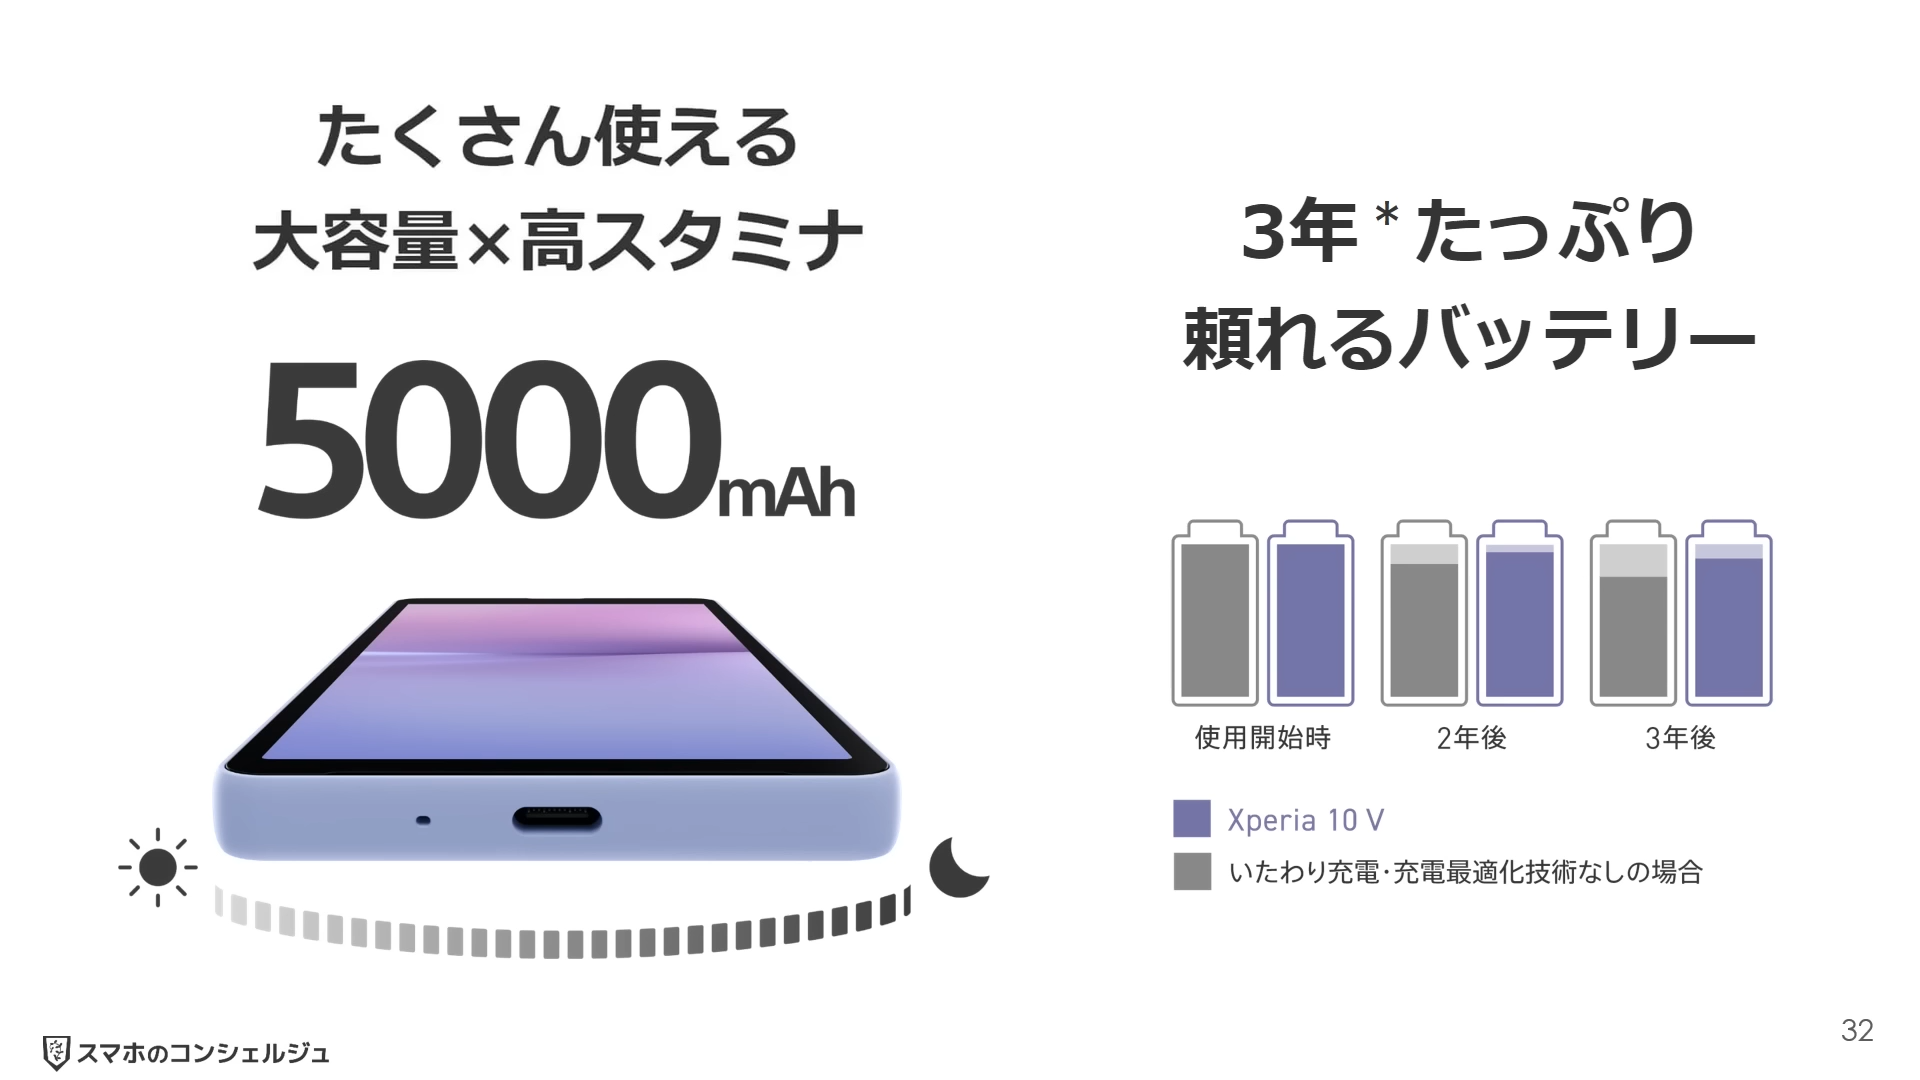 たくさん使える
大容量×高スタミナ
5000mAh
3年*たっぷり
頼れるバッテリー
使用開始時
2年後
3年後
Xperia 10 V
いたわり充電・充電最適化技術なしの場合
スマホのコンシェルジュ
32